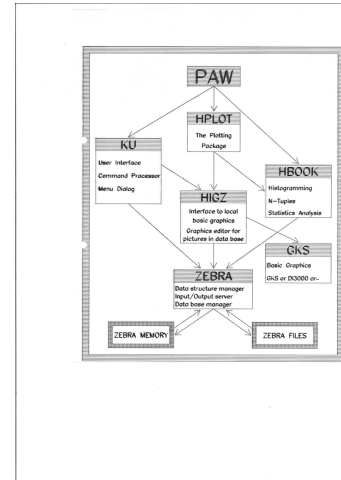 PAW
HPLOT
The Plotting
Package
KU
User Interface
Command Processor
Menu Dialog
HBOOK
Histogramming
N-Tuples
Statistics Analysis
HIGZ
Interface to local
basic graphics
Graphics editor for
pictures in data base
GKS
Basic Graphics
GKS or DI3000 or-
ZEBRA
Data structure manager
Input/Output server
Data base manager
ZEBRA MEMORY
ZEBRA FILES